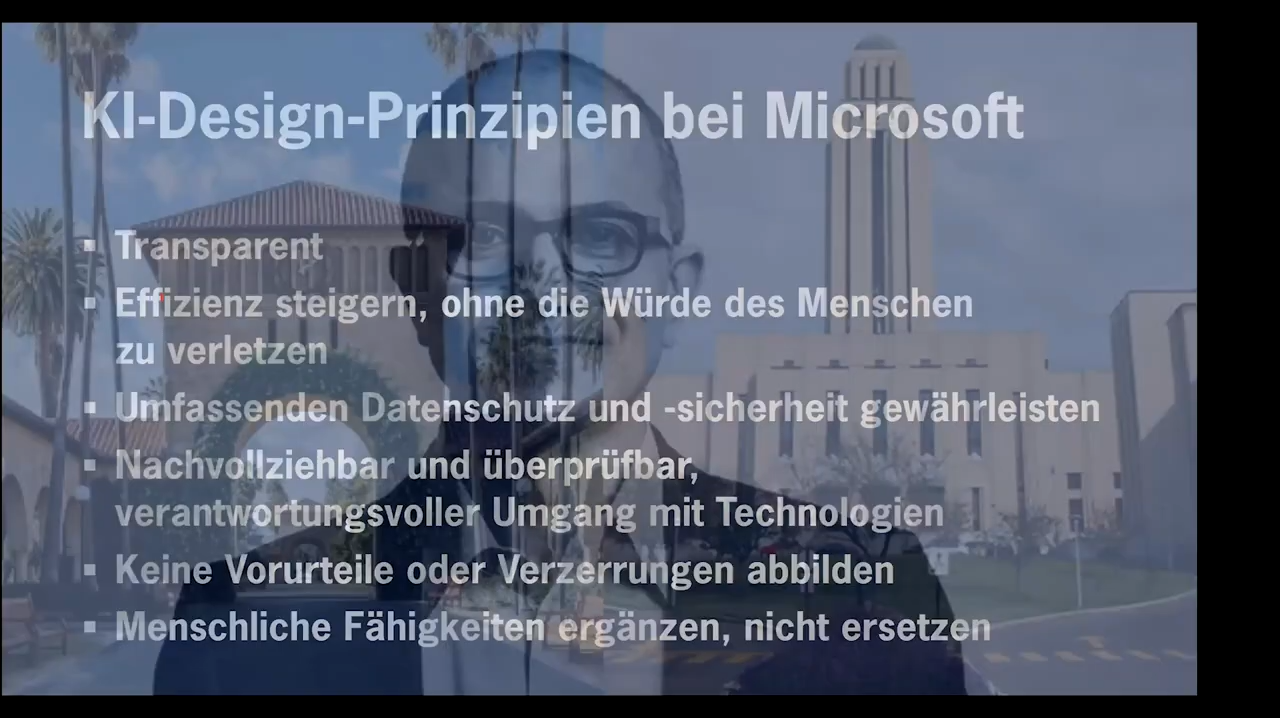 KI-Design-Prinzipien bei Microsoft
▪ Transparent
▪ Effizienz steigern, ohne die Würde des Menschen
zu verletzen
▪ Umfassenden Datenschutz und -sicherheit gewährleisten
▪ Nachvollziehbar und überprüfbar,
verantwortungsvoller Umgang mit Technologien
▪ Keine Vorurteile oder Verzerrungen abbilden
▪ Menschliche Fähigkeiten ergänzen, nicht ersetzen